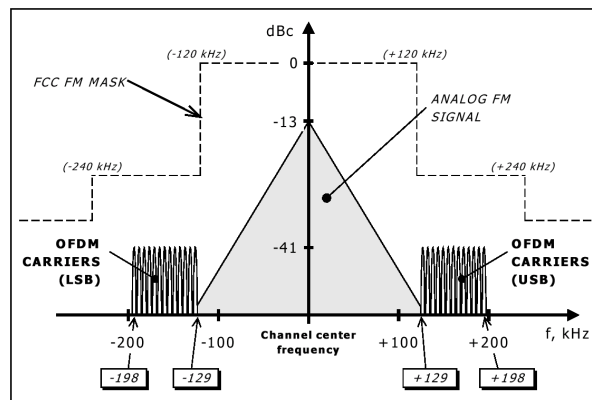 dBc
(-120 kHz)
0
(+120 kHz)
FCC FM MASK
ANALOG FM
SIGNAL
-13
(-240 kHz)
(+240 kHz)
OFDM
CARRIERS
(LSB)
-41
OFDM
CARRIERS
(USB)
-200
-100
Channel center
frequency
+100
+200
f, kHz
-198
-129
+129
+198